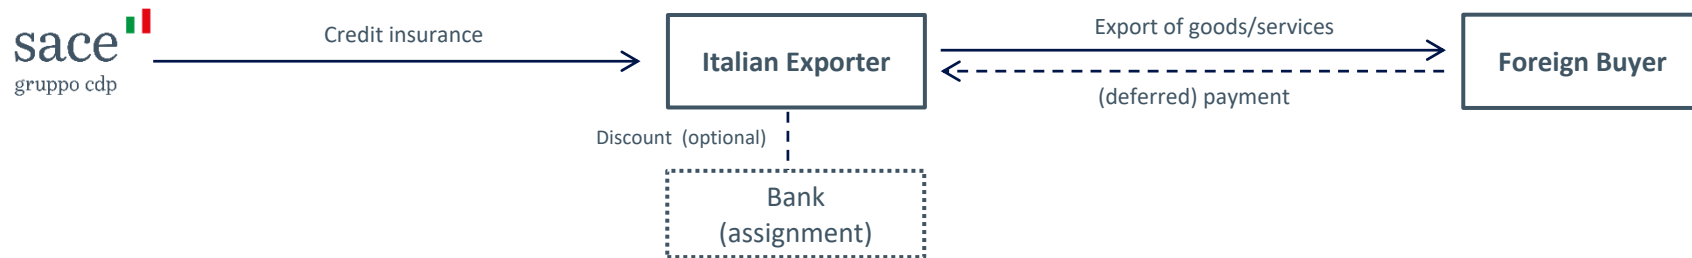 sace
gruppo cdp
Credit insurance
Italian Exporter
Export of goods/services
(deferred) payment
Foreign Buyer
Discount (optional)
Bank
(assignment)